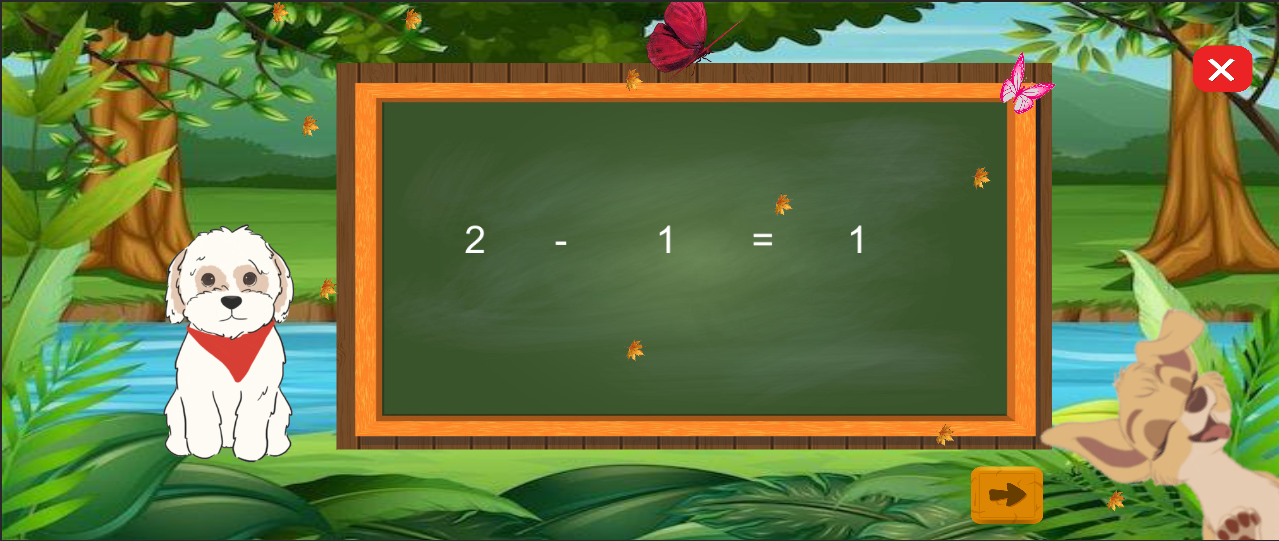 2 - 1 = 1